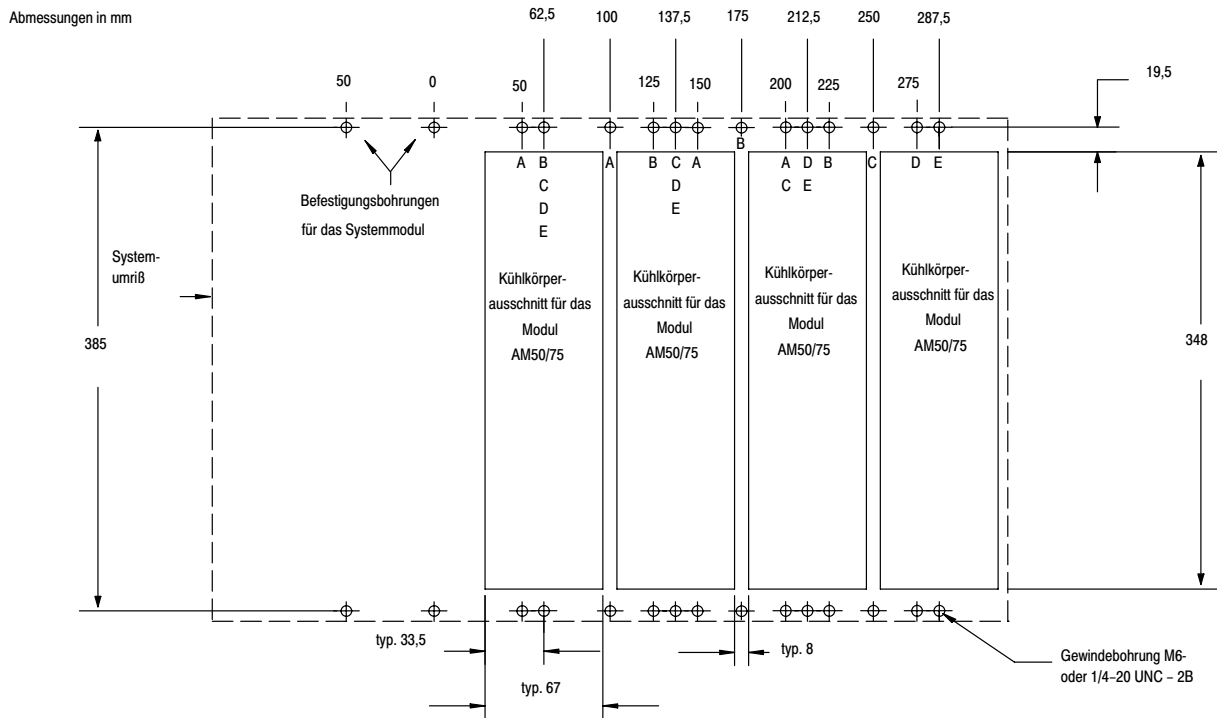 Abmessungen in mm
62,5 100 137,5 175 212,5 250 287,5
50 0 50 125 150 200 225 275 19,5
B
A B A B C A A D B C D E
C D C E
D E
E
Befestigungsbohrungen
für das Systemmodul
System-
umriß
Kühlkörper-
ausschnitt für das
Modul
AM50/75
Kühlkörper-
ausschnitt für das
Modul
AM50/75
Kühlkörper-
ausschnitt für das
Modul
AM50/75
Kühlkörper-
ausschnitt für das
Modul
AM50/75
385
348
typ. 33,5
typ. 8
typ. 67
Gewindebohrung M6-
oder 1/4–20 UNC – 2B